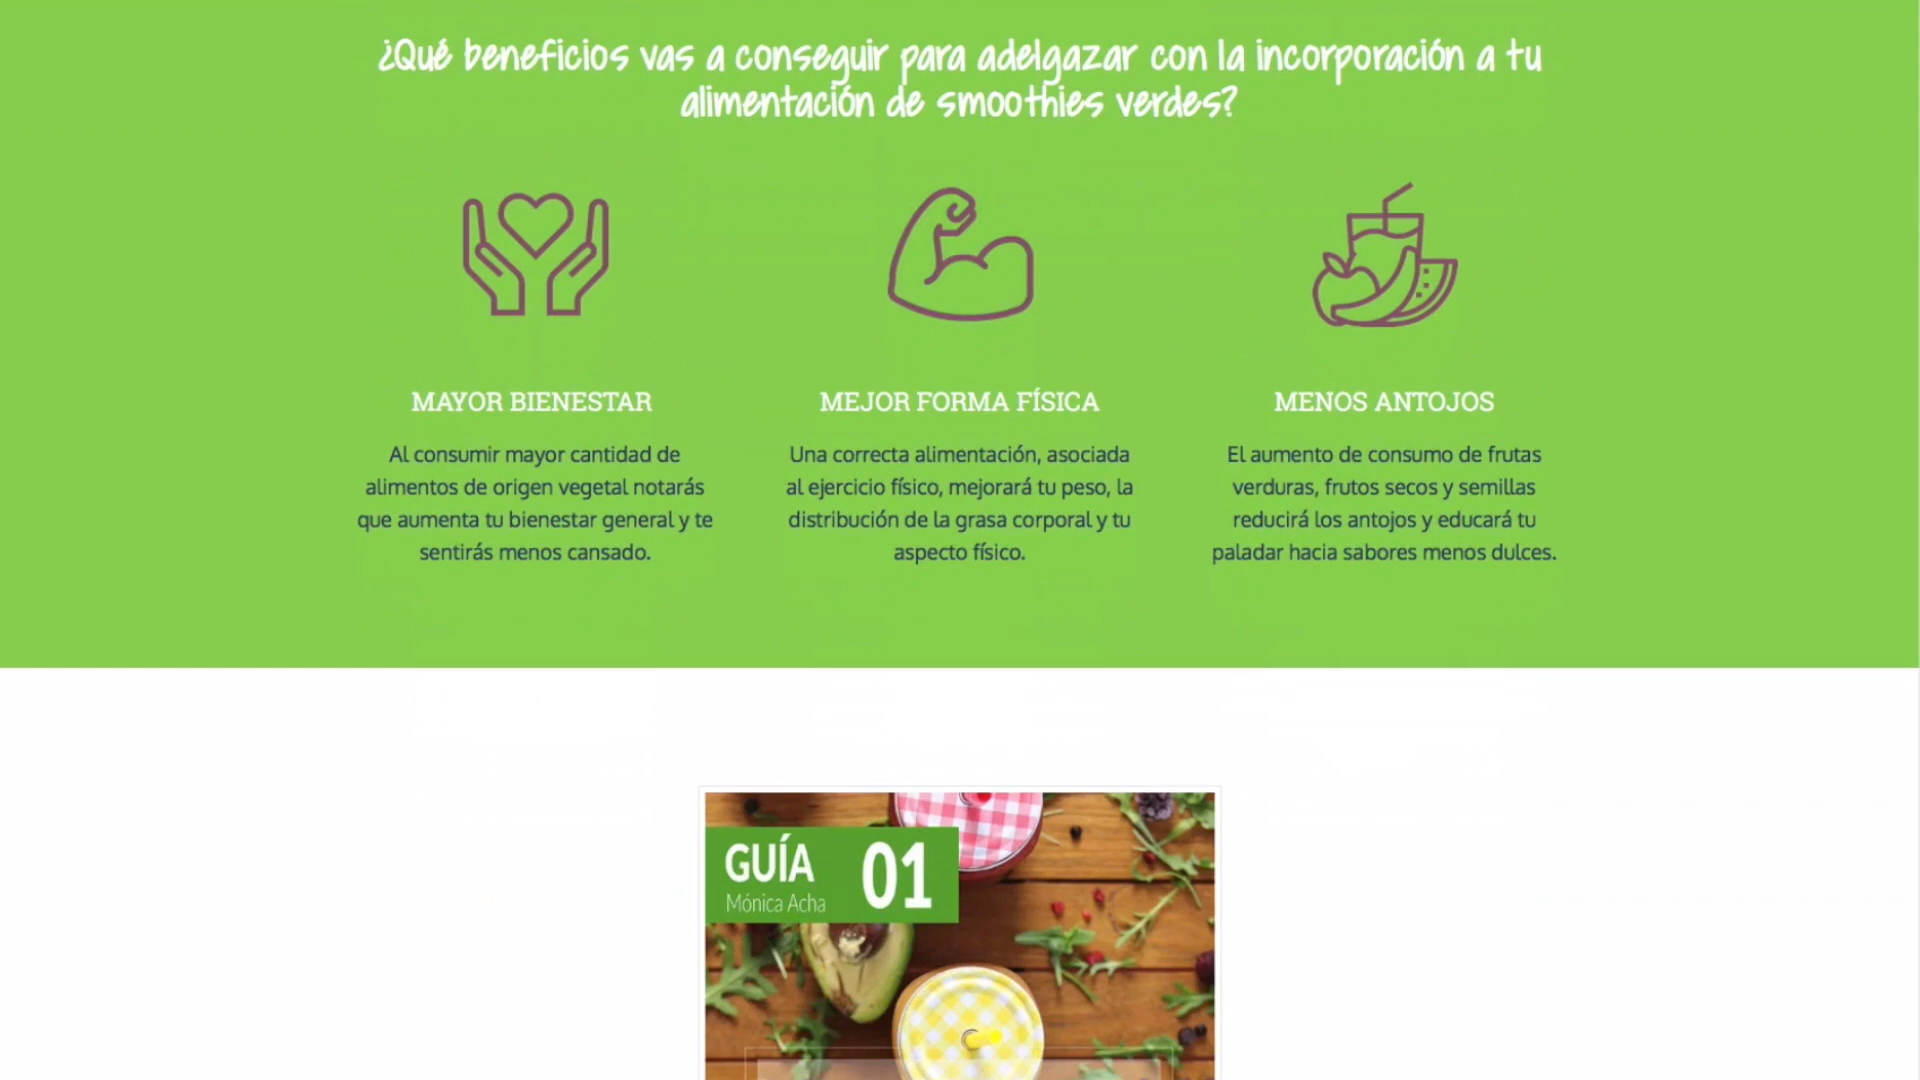 ¿Qué beneficios vas a conseguir para adelgazar con la incorporación a tu
alimentación de smoothies verdes?
MAYOR BIENESTAR
Al consumir mayor cantidad de
alimentos de origen vegetal notarás
que aumenta tu bienestar general y te
sentirás menos cansado.
MEJOR FORMA FÍSICA
Una correcta alimentación, asociada
al ejercicio físico, mejorará tu peso, la
distribución de la grasa corporal y tu
aspecto físico.
MENOS ANTOJOS
El aumento de consumo de frutas
verduras, frutos secos y semillas
reducirá los antojos y educará tu
paladar hacia sabores menos dulces.
GUÍA 01
Mónica Acha